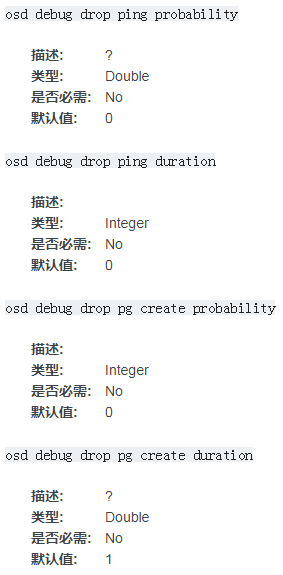 osd debug drop ping probability
描述: ?
类型: Double
是否必需: No
默认值: 0
osd debug drop ping duration
描述:
类型: Integer
是否必需: No
默认值: 0
osd debug drop pg create probability
描述:
类型: Integer
是否必需: No
默认值: 0
osd debug drop pg create duration
描述: ?
类型: Double
是否必需: No
默认值: 1